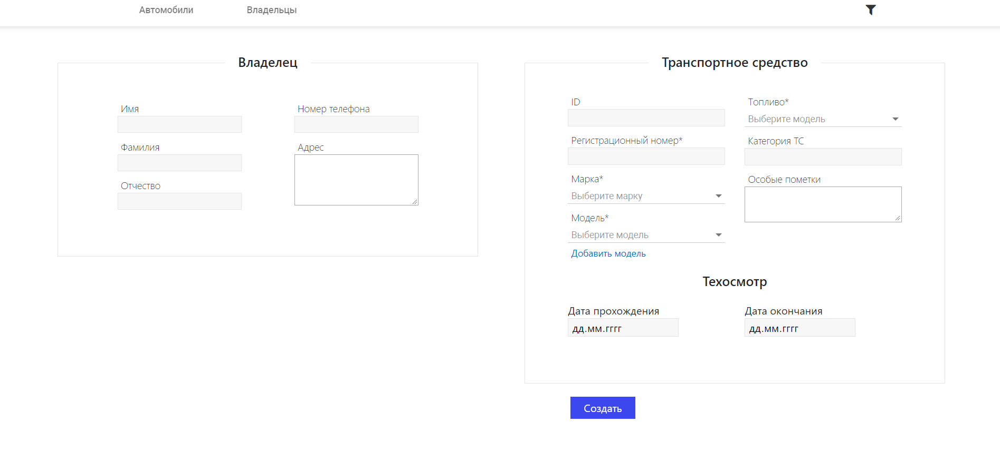 Автомобили
Владельцы
Владелец
Имя
Номер телефона
Фамилия
Адрес
Отчество
Транспортное средство
ID
Топливо*
Выберите модель
Регистрационный номер*
Категория ТС
Марка*
Выберите марку
Особые пометки
Модель*
Выберите модель
Добавить модель
Техосмотр
Дата прохождения
Дата окончания
дд.мм.гггг
дд.мм.гггг
Создать